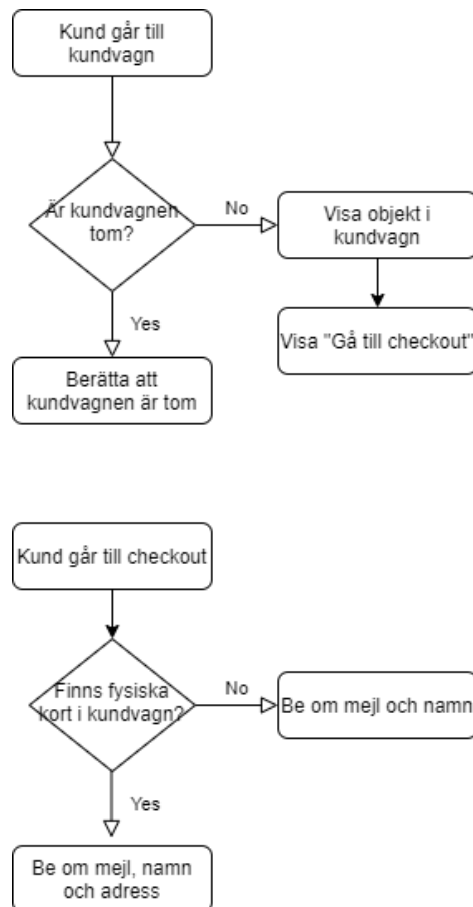 Kund går till
kundvagn
Är kundvagnen
tom?
No
Visa objekt i
kundvagn
Yes
Visa "Gå till checkout"
Berätta att
kundvagnen är tom
Kund går till checkout
Finns fysiska
kort i kundvagn?
No
Be om mejl och namn
Yes
Be om mejl, namn
och adress